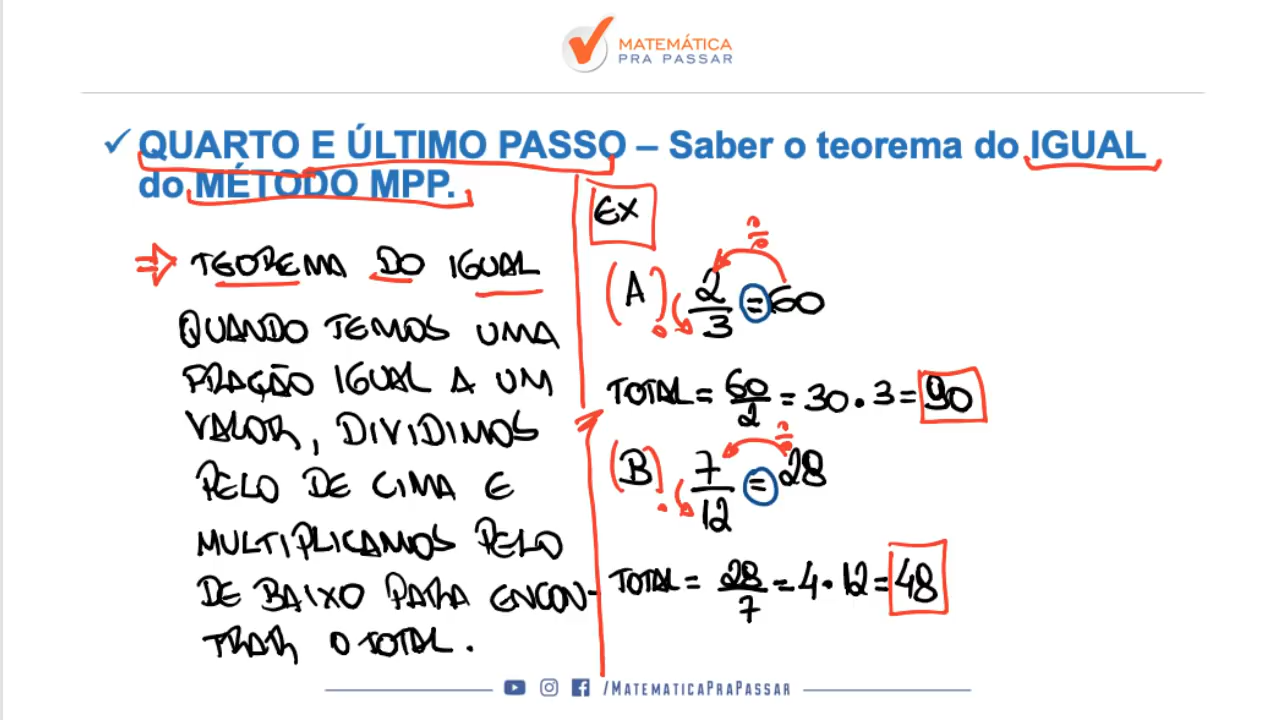 MATEMÁTICA
PRA PASSAR
✓ QUARTO E ÚLTIMO PASSO – Saber o teorema do IGUAL
do MÉTODO MPP.
⇒ TEOREMA DO IGUAL
QUANDO TEMOS UMA
FRAÇÃO IGUAL A UM
VALOR, DIVIDIMOS
PELO DE CIMA E
MULTIPLICAMOS PELO
DE BAIXO PARA ENCON-
TRAR O TOTAL.
EX
(A) 2/3 = 60
TOTAL = 60/2 = 30 • 3 = 90
(B) 7/12 = 28
TOTAL = 28/7 = 4 • 12 = 48
/MATEMATICAPRAPASSAR